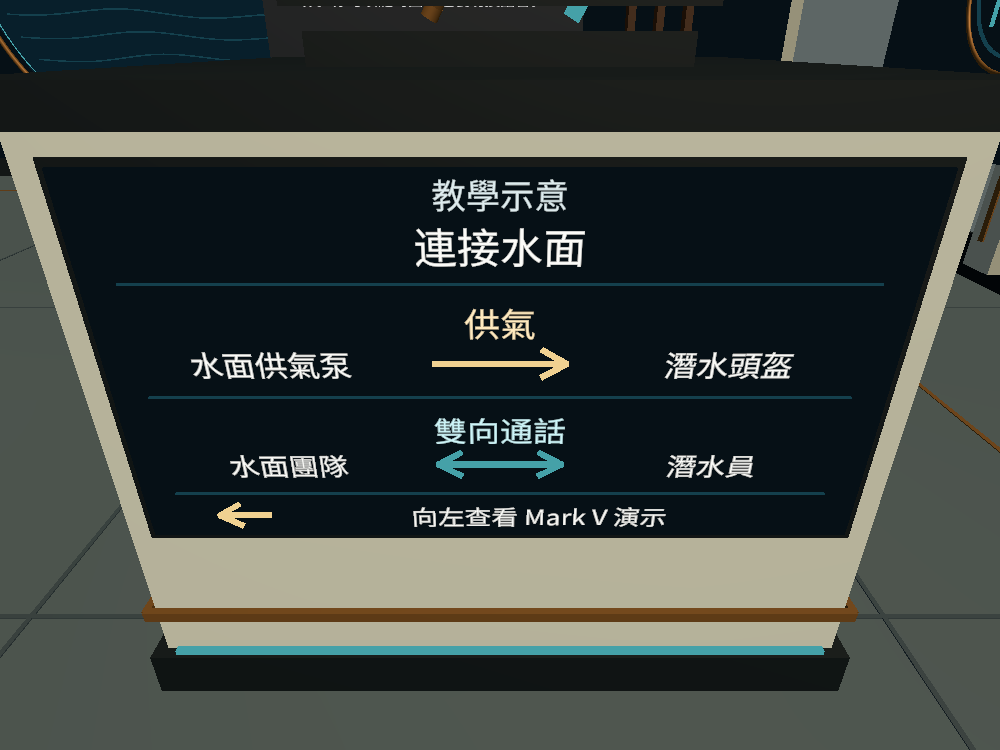 教學示意
連接水面
供氣
水面供氣泵
潛水頭盔
雙向通話
水面團隊
潛水員
向左查看 Mark V 演示